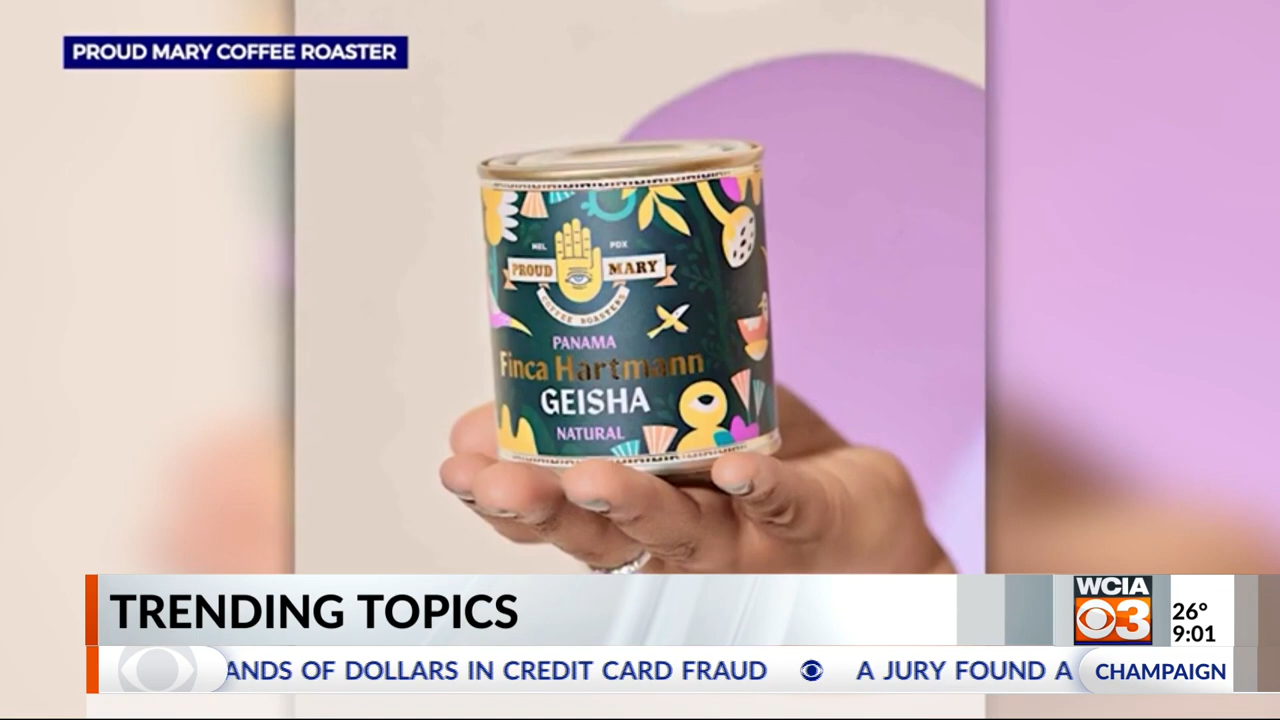 PROUD MARY COFFEE ROASTER
MEL PDX
PROUD MARY
COFFEE ROASTERS
PANAMA
Finca Hartmann
GEISHA
NATURAL
TRENDING TOPICS
WCIA
3
26°
9:01
ANDS OF DOLLARS IN CREDIT CARD FRAUD A JURY FOUND A
CHAMPAIGN